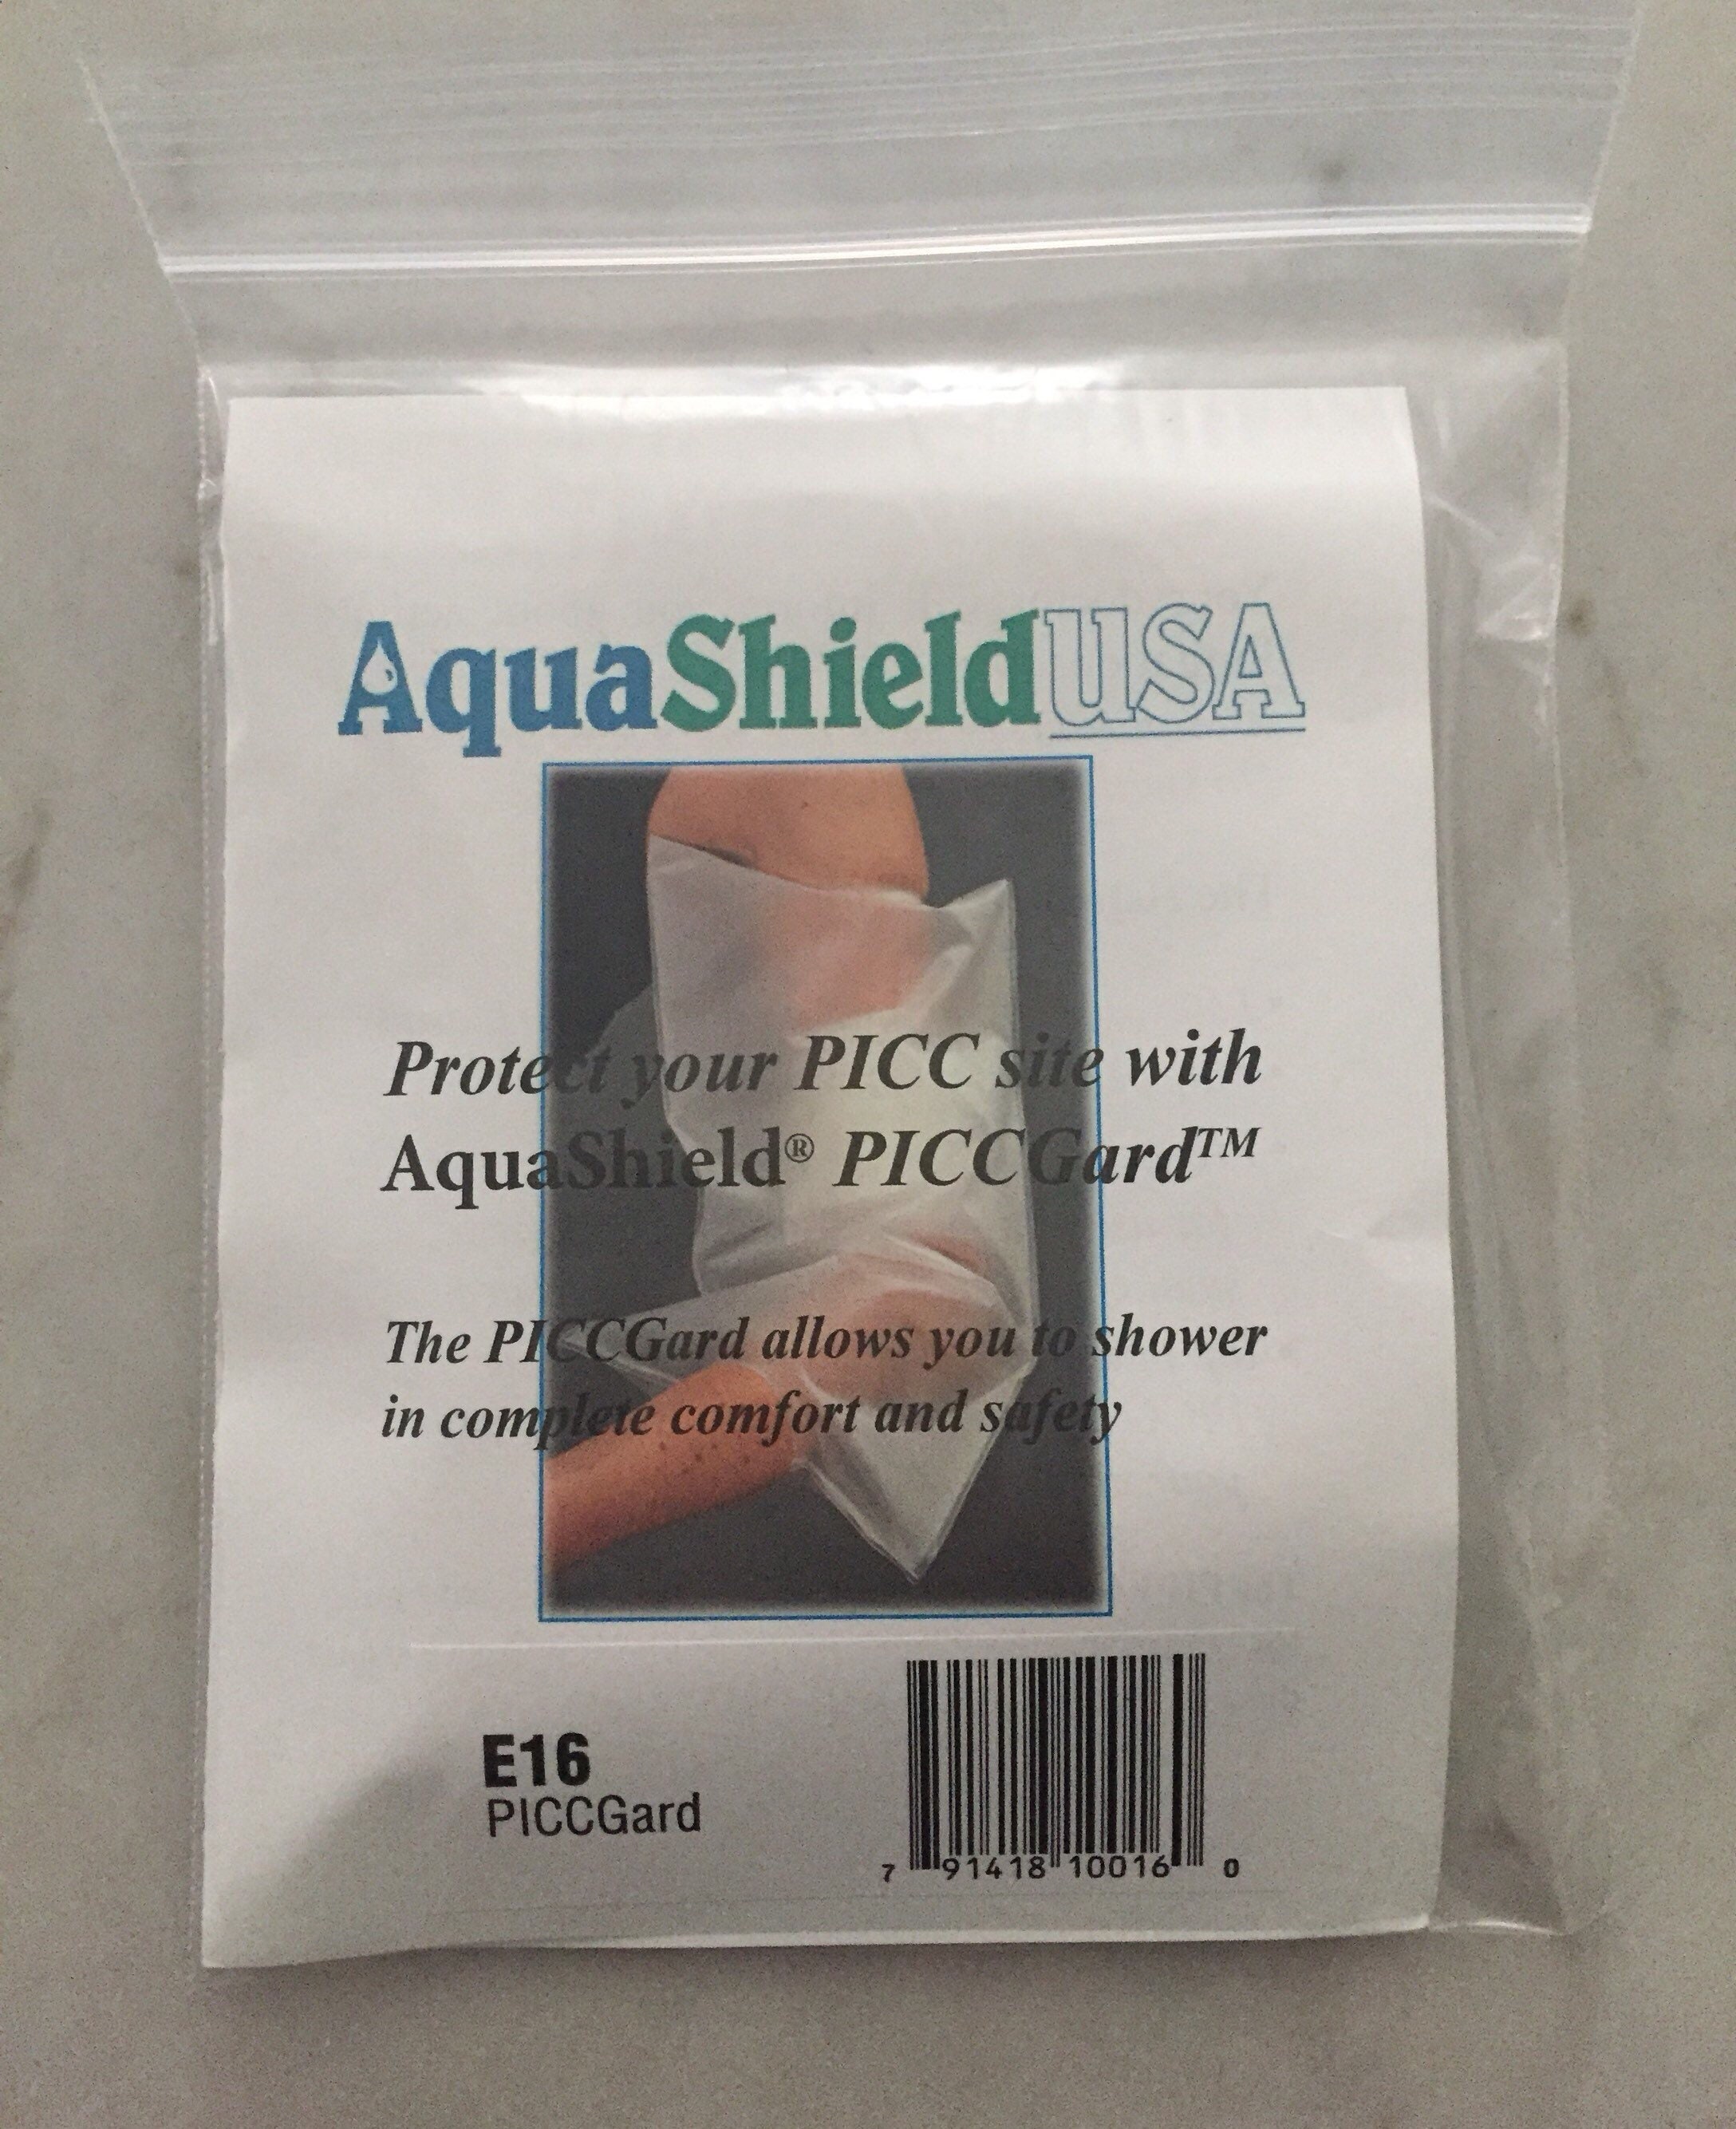 AquaShieldUSA
Protect your PICC site with
AquaShield® PICCGard™
The PICCGard allows you to shower
in complete comfort and safety
E16
PICCGard
7 91418 10016 0